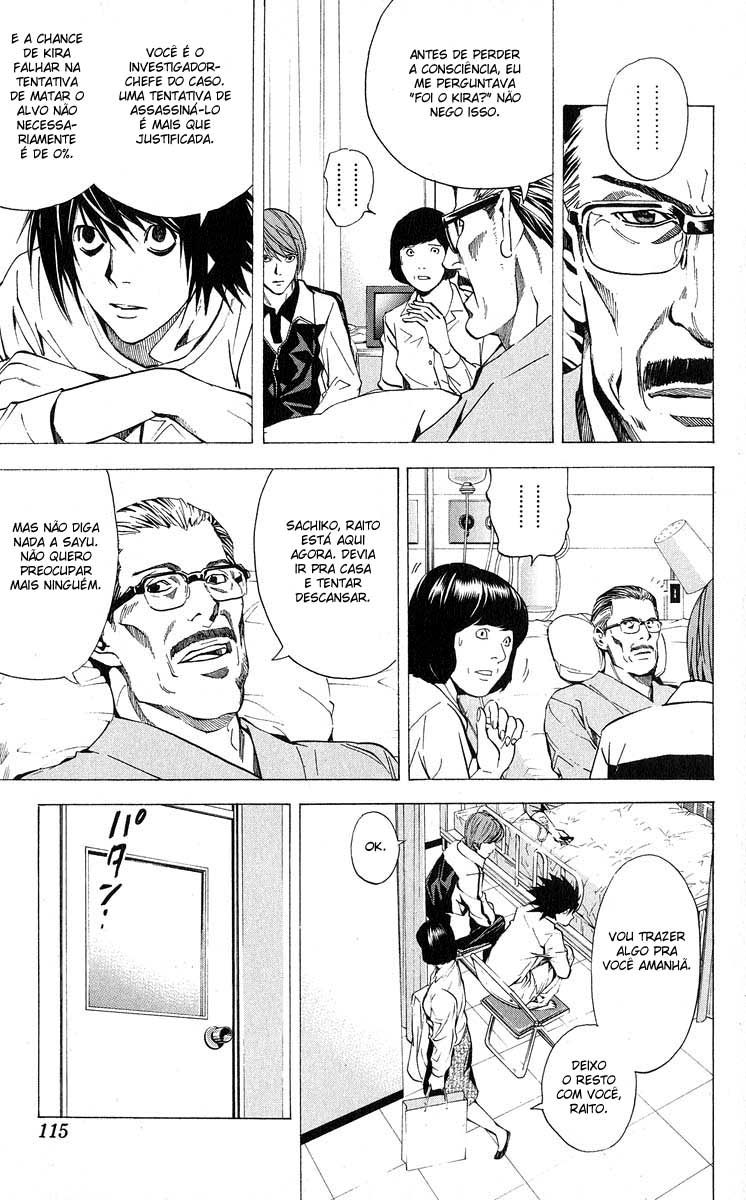 ANTES DE PERDER
A CONSCIÊNCIA, EU
ME PERGUNTAVA
"FOI O KIRA?" NÃO
NEGO ISSO.
VOCÊ É O
INVESTIGADOR-
CHEFE DO CASO.
UMA TENTATIVA DE
ASSASSINÁ-LO
É MAIS QUE
JUSTIFICADA.
E A CHANCE
DE KIRA
FALHAR NA
TENTATIVA
DE MATAR O
ALVO NÃO
NECESSA-
RIAMENTE
É DE 0%.
SACHIKO, RAITO
ESTÁ AQUI
AGORA. DEVIA
IR PRA CASA
E TENTAR
DESCANSAR.
MAS NÃO DIGA
NADA A SAYU.
NÃO QUERO
PREOCUPAR
MAIS NINGUÉM.
OK.
VOU TRAZER
ALGO PRA
VOCÊ AMANHÃ.
DEIXO
O RESTO
COM VOCÊ,
RAITO.
パタン
115